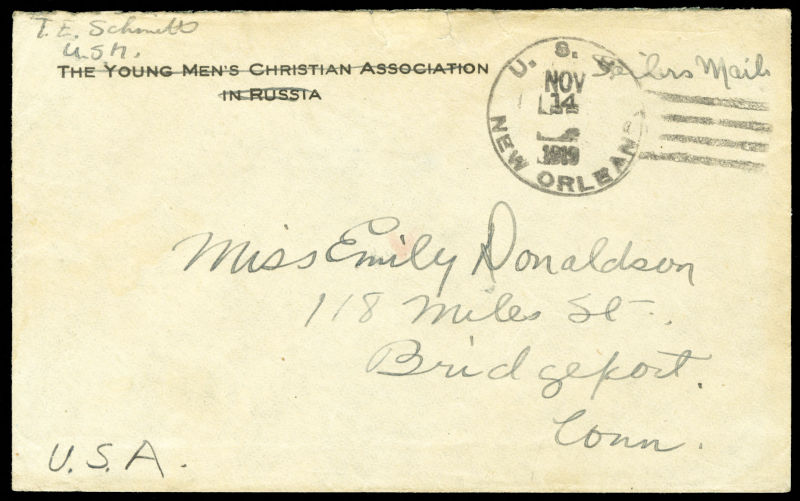 T. E. Schmitt
U.S.N.
THE YOUNG MEN'S CHRISTIAN ASSOCIATION
IN RUSSIA
U. S. S.
NOV
14
1919
NEW ORLEANS
Sailors Mail
Miss Emily Donaldson
118 Miles St.
Bridgeport.
Conn.
U.S.A.